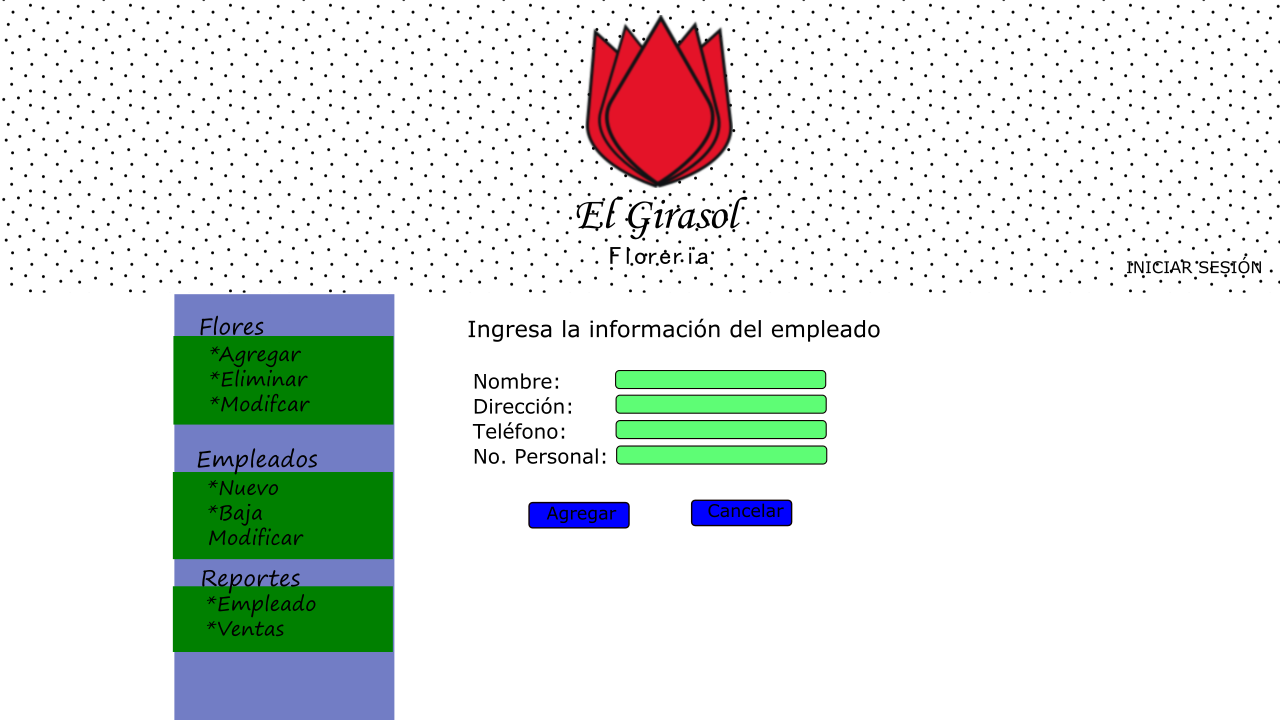 El Girasol
Florería
INICIAR SESIÓN
Flores
*Agregar
*Eliminar
*Modifcar
Empleados
*Nuevo
*Baja
Modificar
Reportes
*Empleado
*Ventas
Ingresa la información del empleado
Nombre:
Dirección:
Teléfono:
No. Personal:
Agregar
Cancelar